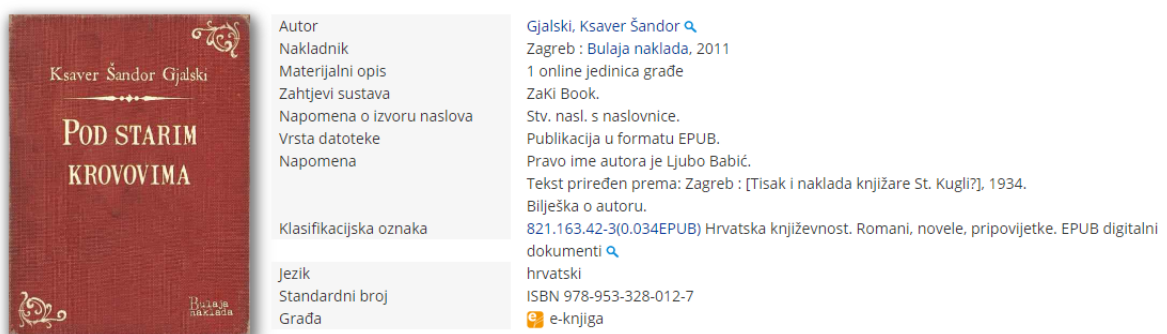 Ksaver Šandor Gjalski
POD STARIM
KROVOVIMA
Bulaja
naklada
Autor Gjalski, Ksaver Šandor
Nakladnik Zagreb : Bulaja naklada, 2011
Materijalni opis 1 online jedinica građe
Zahtjevi sustava ZaKi Book.
Napomena o izvoru naslova Stv. nasl. s naslovnice.
Vrsta datoteke Publikacija u formatu EPUB.
Napomena Pravo ime autora je Ljubo Babić.
Tekst priređen prema: Zagreb : [Tisak i naklada knjižare St. Kugli?], 1934.
Bilješka o autoru.
Klasifikacijska oznaka 821.163.42-3(0.034EPUB) Hrvatska književnost. Romani, novele, pripovijetke. EPUB digitalni
dokumenti
Jezik hrvatski
Standardni broj ISBN 978-953-328-012-7
Građa e-knjiga